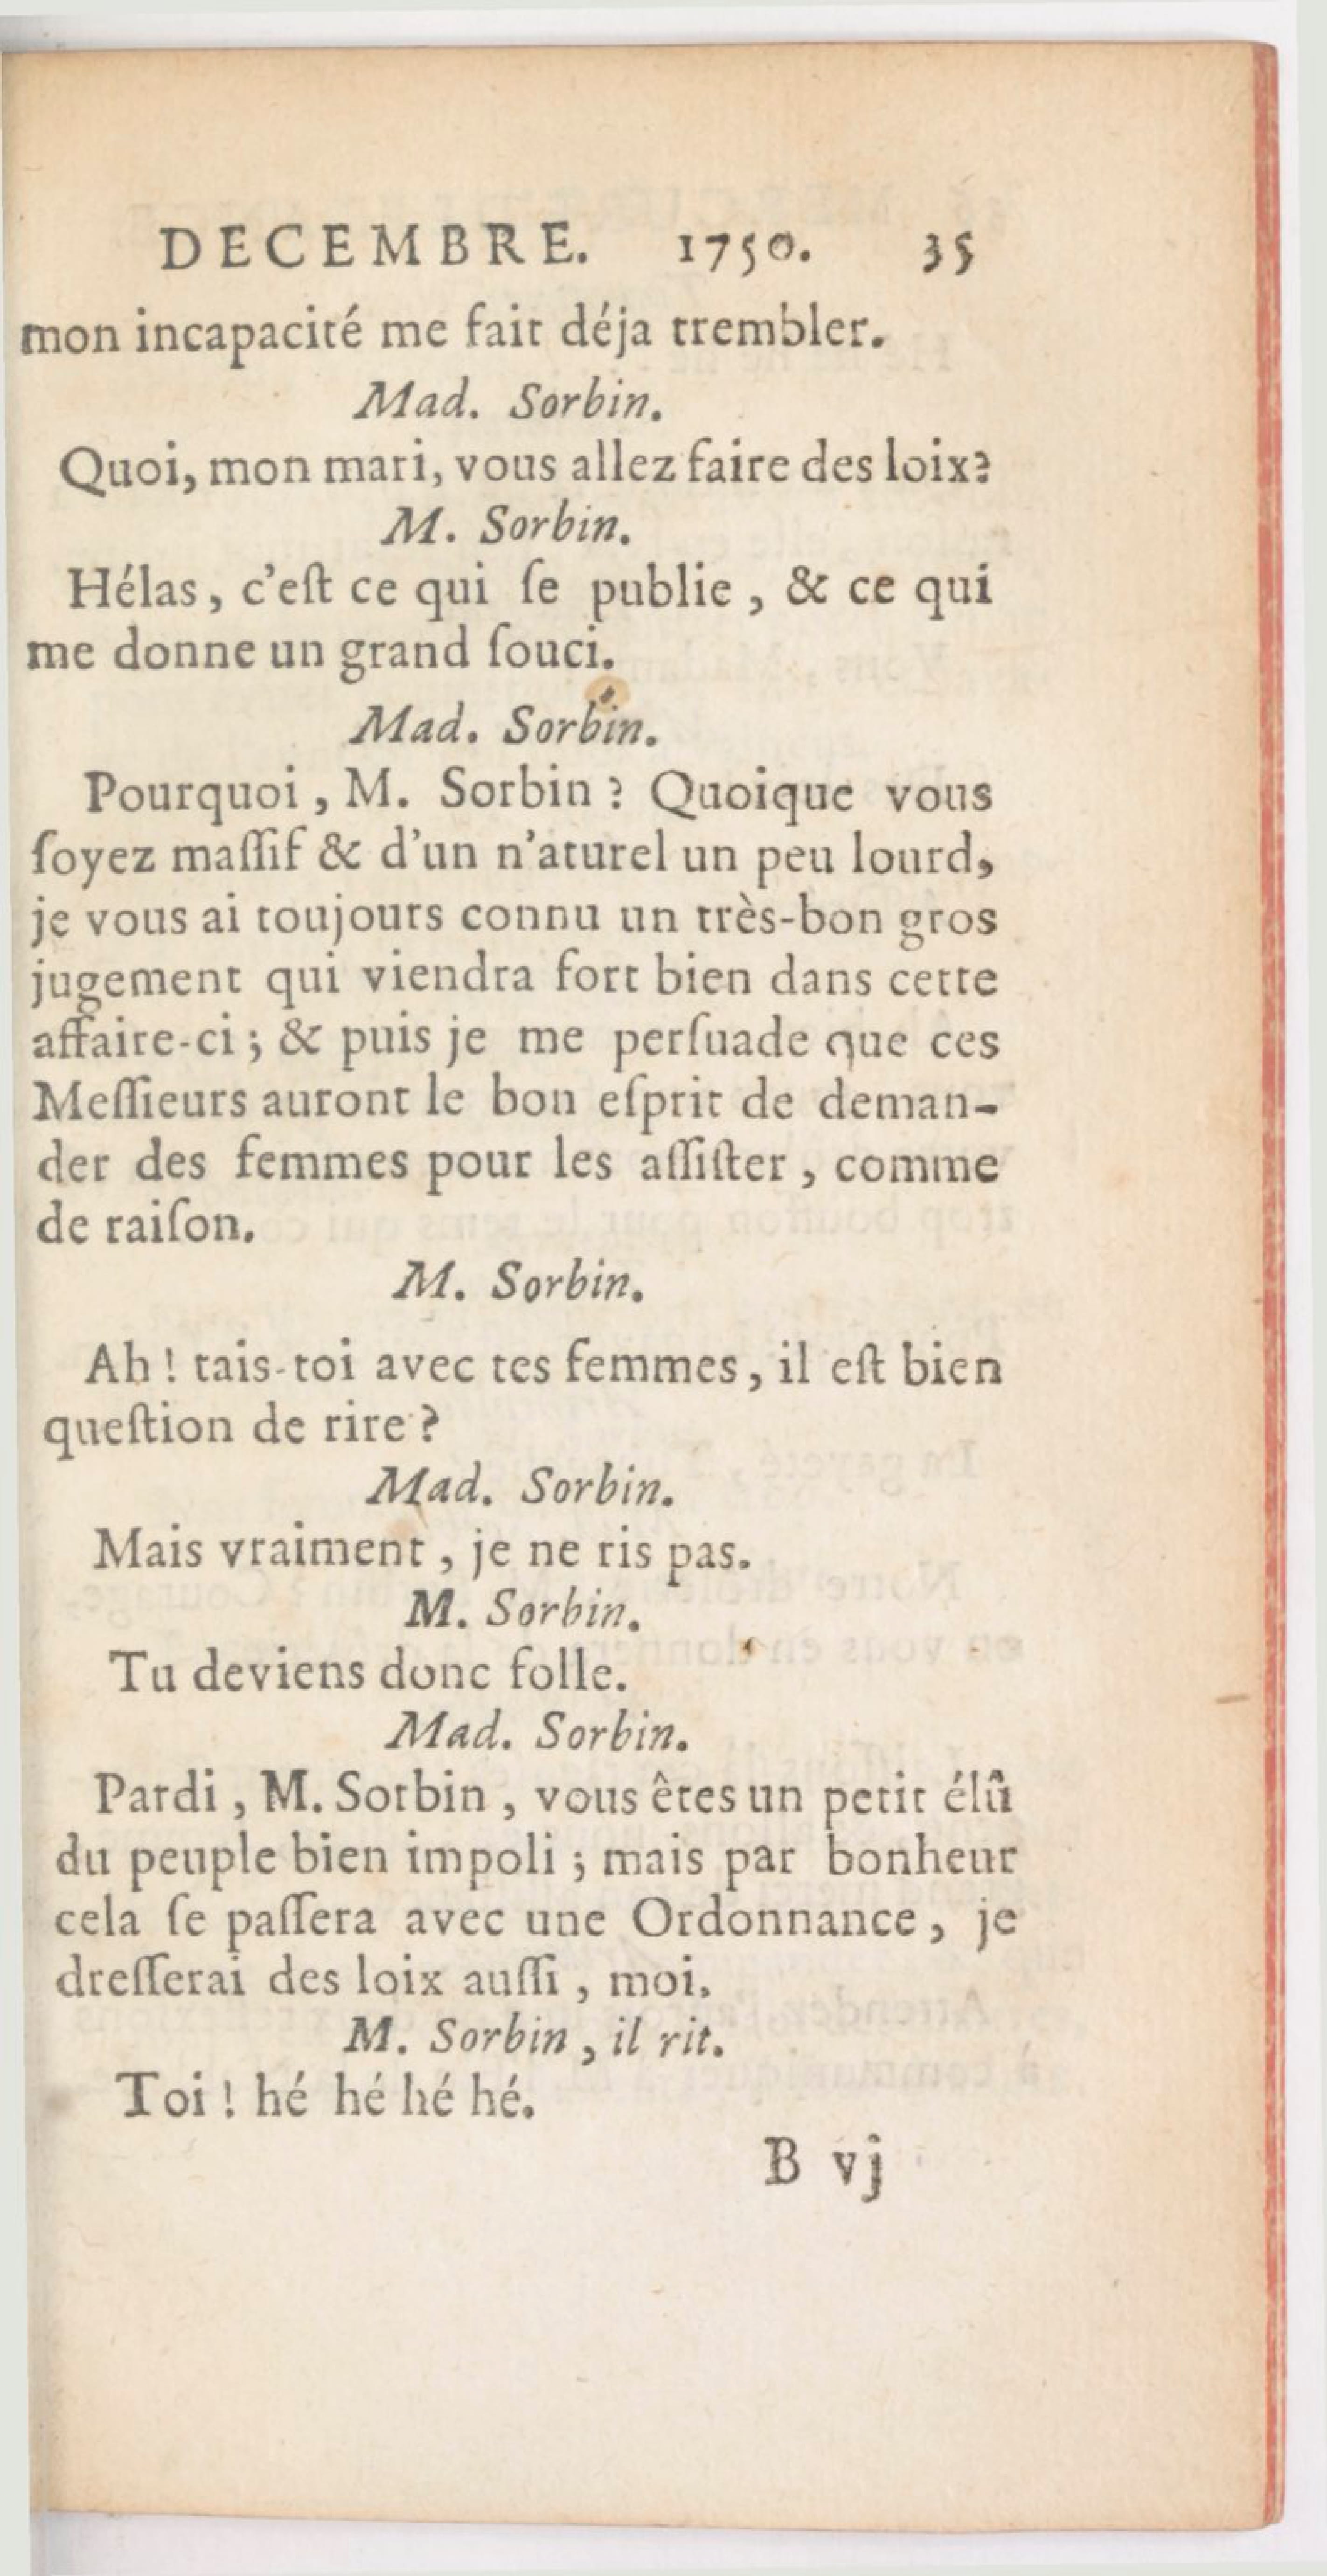 DECEMBRE. 1750. 35
mon incapacité me fait déja trembler.
Mad. Sorbin.
Quoi, mon mari, vous allez faire des loix?
M. Sorbin.
Hélas, c'eſt ce qui ſe publie, & ce qui
me donne un grand ſouci.
Mad. Sorbin.
Pourquoi, M. Sorbin? Quoique vous
ſoyez maſſif & d'un n'aturel un peu lourd,
je vous ai toujours connu un très-bon gros
jugement qui viendra fort bien dans cette
affaire-ci; & puis je me perſuade que ces
Meſſieurs auront le bon eſprit de deman-
der des femmes pour les aſſiſter, comme
de raiſon.
M. Sorbin.
Ah! tais-toi avec tes femmes, il eſt bien
queſtion de rire?
Mad. Sorbin.
Mais vraiment, je ne ris pas.
M. Sorbin.
Tu deviens donc folle.
Mad. Sorbin.
Pardi, M. Sorbin, vous êtes un petit élû
du peuple bien impoli; mais par bonheur
cela ſe paſſera avec une Ordonnance, je
dreſſerai des loix auſſi, moi.
M. Sorbin, il rit.
Toi! hé hé hé hé.
B vj